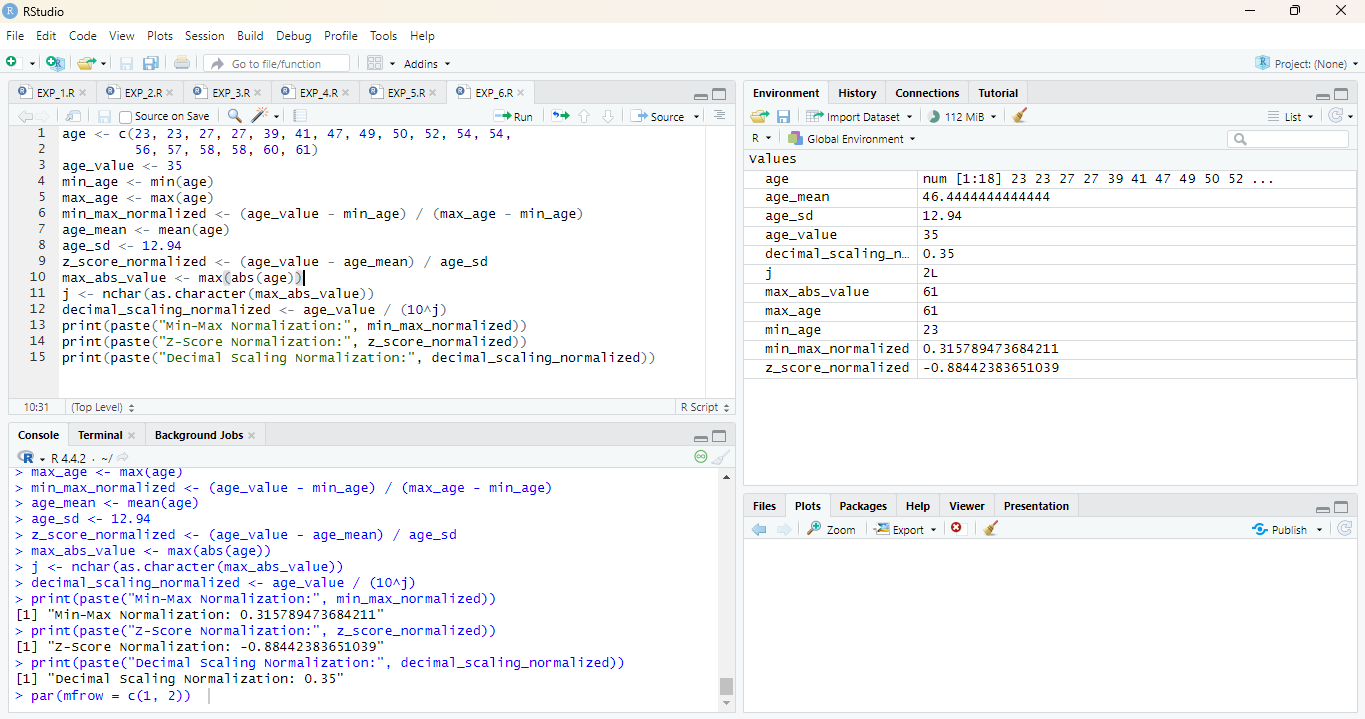 RStudio
File Edit Code View Plots Session Build Debug Profile Tools Help
Go to file/function Addins Project: (None)
EXP_1.R EXP_2.R EXP_3.R EXP_4.R EXP_5.R EXP_6.R
Source on Save Run Source
1 age <- c(23, 23, 27, 27, 39, 41, 47, 49, 50, 52, 54, 54,
2 56, 57, 58, 58, 60, 61)
3 age_value <- 35
4 min_age <- min(age)
5 max_age <- max(age)
6 min_max_normalized <- (age_value - min_age) / (max_age - min_age)
7 age_mean <- mean(age)
8 age_sd <- 12.94
9 z_score_normalized <- (age_value - age_mean) / age_sd
10 max_abs_value <- max(abs(age))
11 j <- nchar(as.character(max_abs_value))
12 decimal_scaling_normalized <- age_value / (10^j)
13 print(paste("Min-Max Normalization:", min_max_normalized))
14 print(paste("Z-Score Normalization:", z_score_normalized))
15 print(paste("Decimal Scaling Normalization:", decimal_scaling_normalized))
10:31 (Top Level) R Script
Console Terminal Background Jobs
R 4.4.2 · ~/
> max_age <- max(age)
> min_max_normalized <- (age_value - min_age) / (max_age - min_age)
> age_mean <- mean(age)
> age_sd <- 12.94
> z_score_normalized <- (age_value - age_mean) / age_sd
> max_abs_value <- max(abs(age))
> j <- nchar(as.character(max_abs_value))
> decimal_scaling_normalized <- age_value / (10^j)
> print(paste("Min-Max Normalization:", min_max_normalized))
[1] "Min-Max Normalization: 0.315789473684211"
> print(paste("Z-Score Normalization:", z_score_normalized))
[1] "Z-Score Normalization: -0.88442383651039"
> print(paste("Decimal Scaling Normalization:", decimal_scaling_normalized))
[1] "Decimal Scaling Normalization: 0.35"
> par(mfrow = c(1, 2))
Environment History Connections Tutorial
Import Dataset 112 MiB List
R Global Environment
Values
age num [1:18] 23 23 27 27 39 41 47 49 50 52 ...
age_mean 46.4444444444444
age_sd 12.94
age_value 35
decimal_scaling_n… 0.35
j 2L
max_abs_value 61
max_age 61
min_age 23
min_max_normalized 0.315789473684211
z_score_normalized -0.88442383651039
Files Plots Packages Help Viewer Presentation
Zoom Export Publish